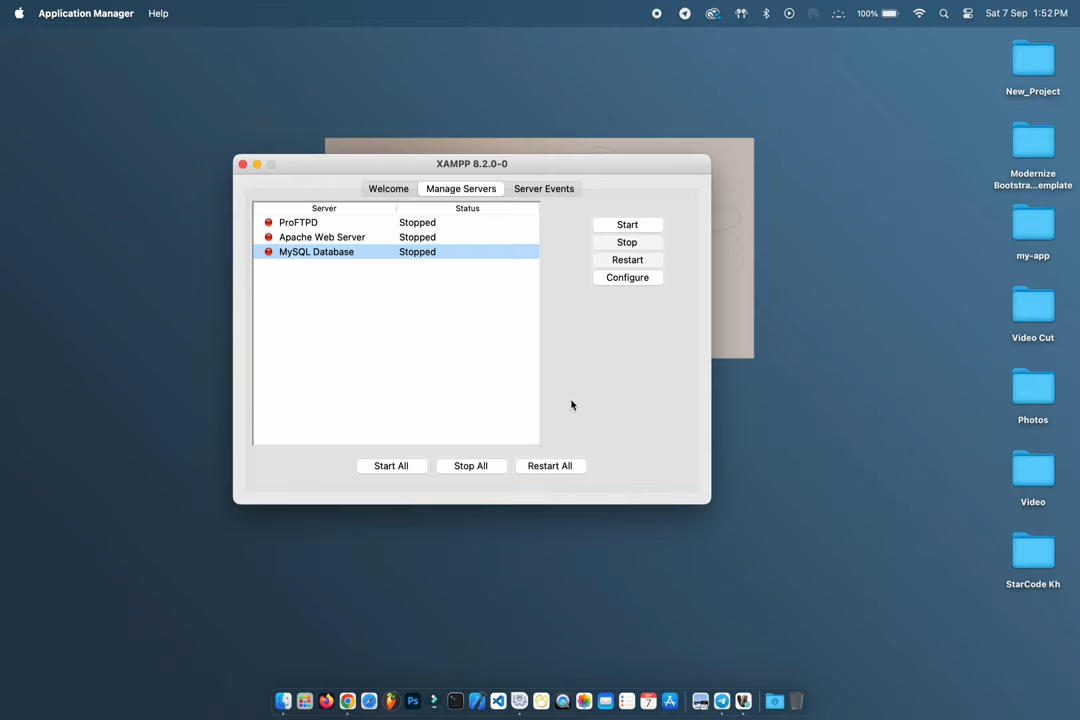 Application Manager Help 100% Sat 7 Sep 1:52 PM
New_Project
Modernize
Bootstra...emplate
my-app
Video Cut
Photos
Video
StarCode Kh
XAMPP 8.2.0-0
Welcome Manage Servers Server Events
Server Status
ProFTPD Stopped
Apache Web Server Stopped
MySQL Database Stopped
Start
Stop
Restart
Configure
Start All Stop All Restart All
Ps 7